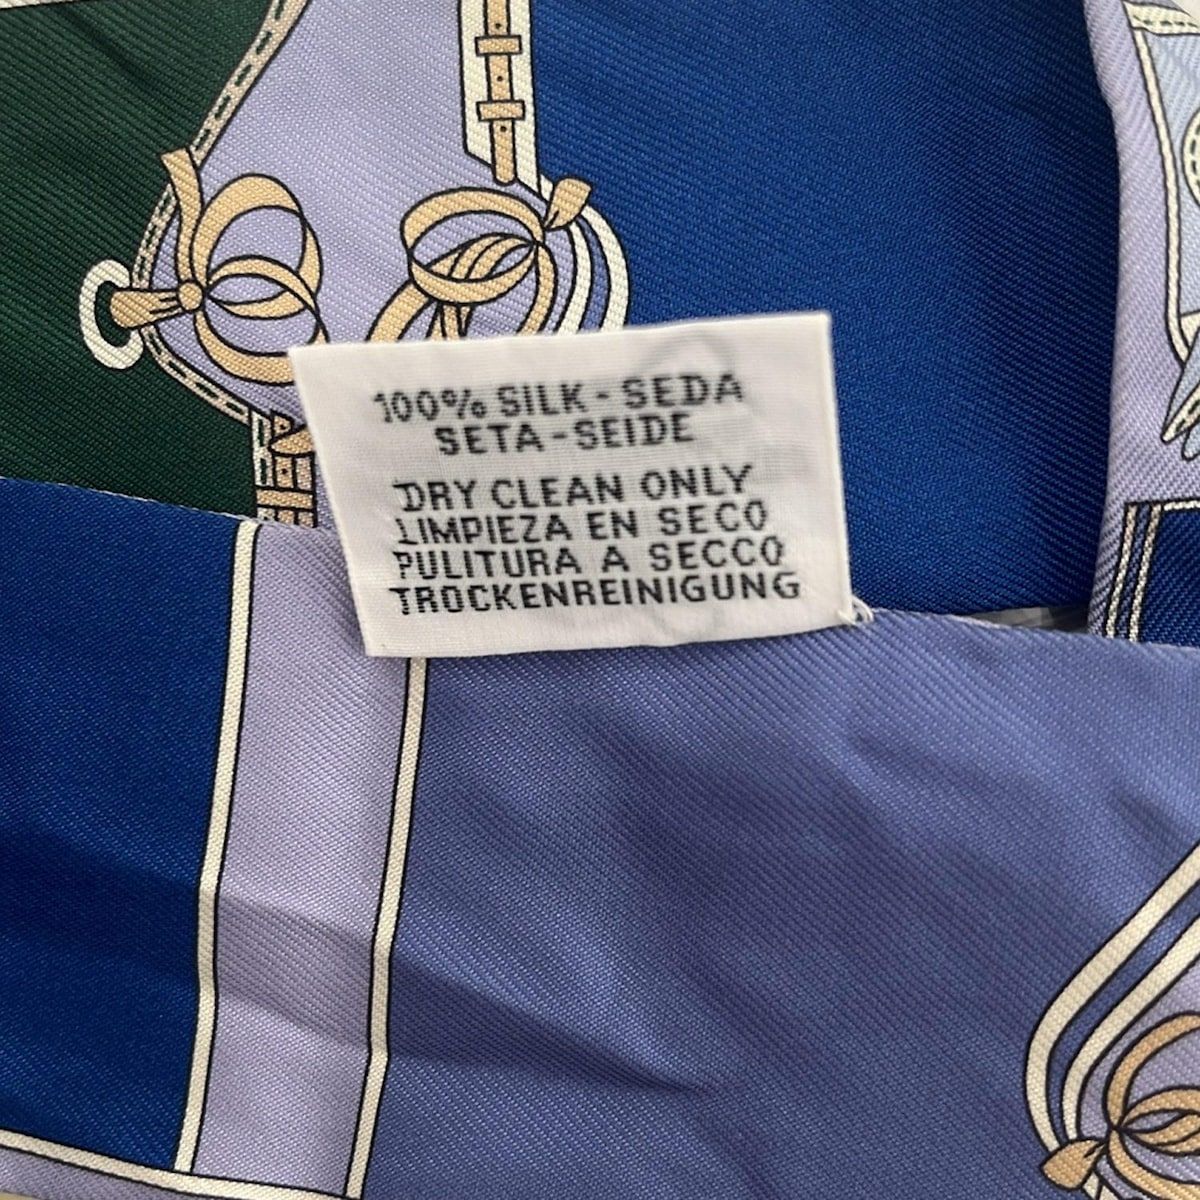 100% SILK - SEDA
SETA - SEIDE
DRY CLEAN ONLY
LIMPIEZA EN SECO
PULITURA A SECCO
TROCKENREINIGUNG